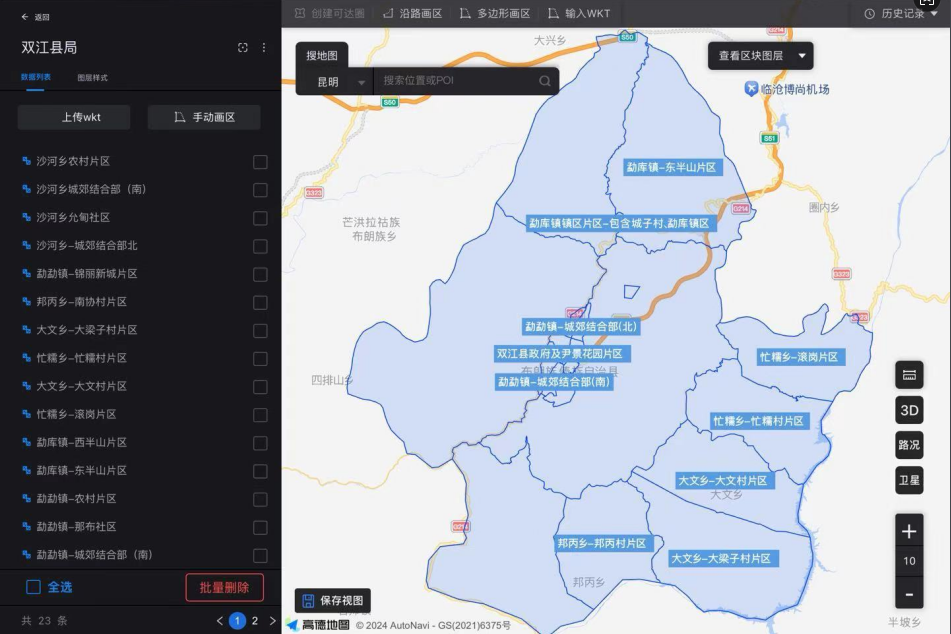 返回
双江县局
数据列表 图层样式
上传wkt 手动画区
沙河乡农村片区
沙河乡城郊结合部（南）
沙河乡允甸社区
沙河乡-城郊结合部北
勐勐镇-锦丽新城片区
邦丙乡-南协村片区
大文乡-大梁子村片区
忙糯乡-忙糯村片区
大文乡-大文村片区
忙糯乡-滚岗片区
勐库镇-西半山片区
勐库镇-东半山片区
勐勐镇-农村片区
勐勐镇-那布社区
勐勐镇-城郊结合部（南）
全选 批量删除
共 23 条 < 1 2 >
创建可达圈 沿路画区 多边形画区 输入WKT 历史记录
搜地图
昆明 搜索位置或POI
查看区块图层
大兴乡
S60
S60
G214
临沧博尚机场
S61
勐库镇-东半山片区
G323
G214
圈内乡
勐库镇镇区片区-包含城子村,勐库镇区
芒洪拉祜族
布朗族乡
G323
勐勐镇-城郊结合部(北)
双江县政府及尹景花园片区
勐勐镇-城郊结合部(南)
四排山乡
忙糯乡-滚岗片区
忙糯乡-忙糯村片区
大文乡-大文村片区
大文乡
邦丙乡-邦丙村片区
大文乡-大梁子村片区
邦丙乡
半坡乡
3D
路况
卫星
+
10
-
保存视图
高德地图 © 2024 AutoNavi - GS(2021)6375号